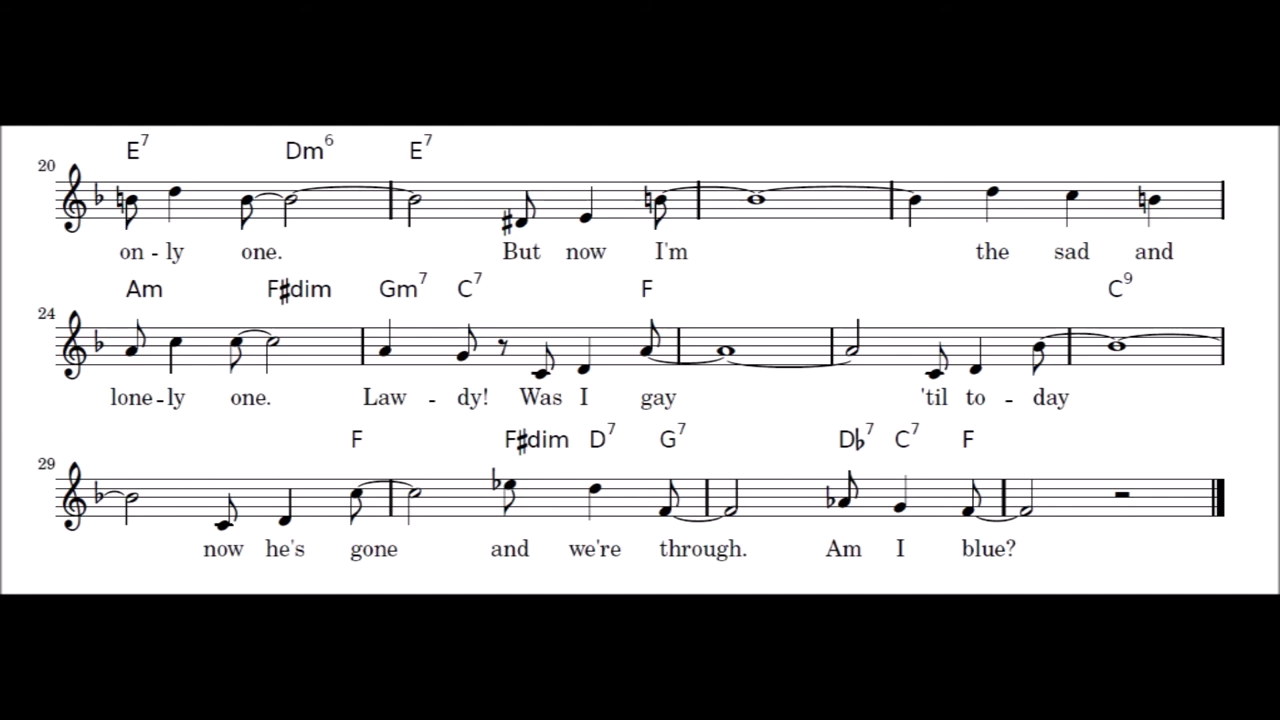 E7 Dm6 E7
20
on - ly one. But now I'm the sad and
Am F♯dim Gm7 C7 F C9
24
lone - ly one. Law - dy! Was I gay 'til to - day
F F♯dim D7 G7 D♭7 C7 F
29
now he's gone and we're through. Am I blue?